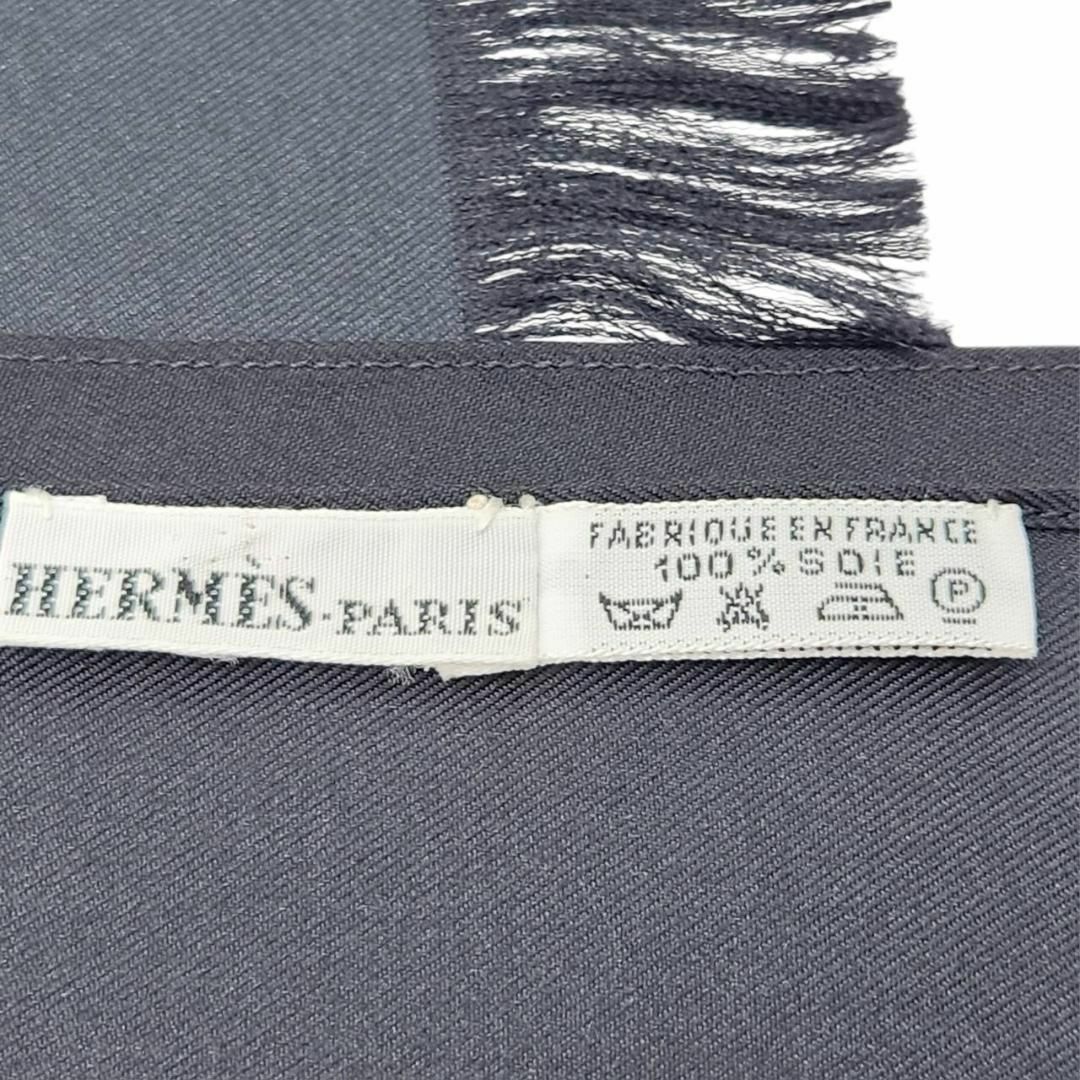 HERMÈS-PARIS
FABRIQUE EN FRANCE
100% SOIE
P